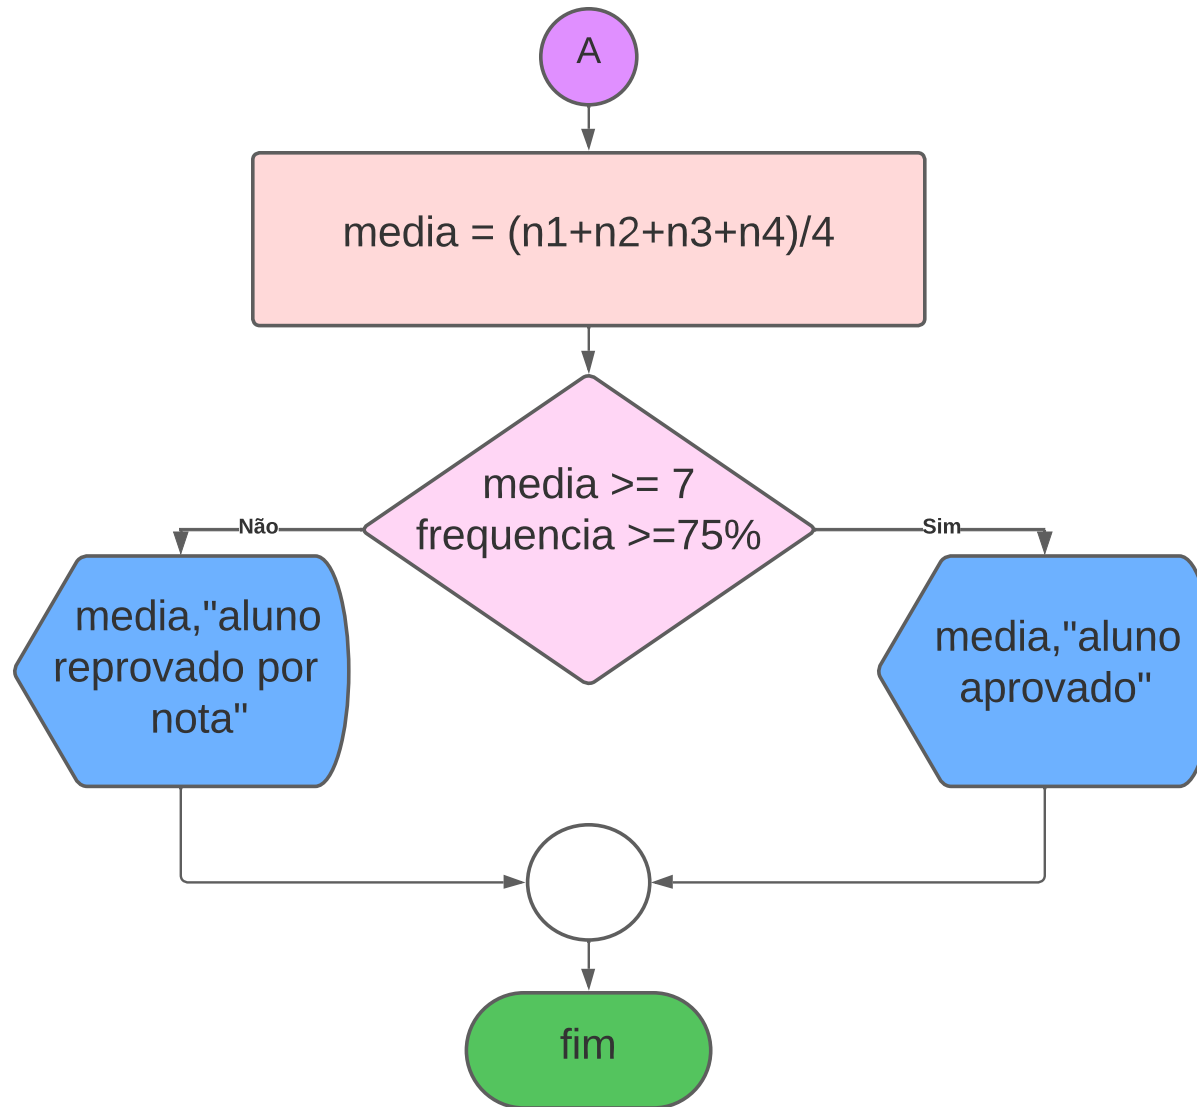 A
media = (n1+n2+n3+n4)/4
media >= 7
frequencia >=75%
Não
Sim
media,"aluno
reprovado por
nota"
media,"aluno
aprovado"
fim